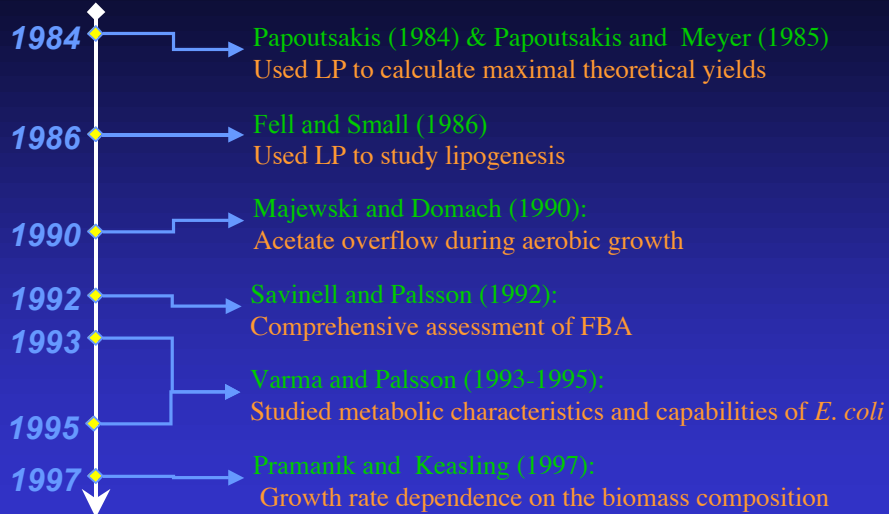 1984
Papoutsakis (1984) & Papoutsakis and Meyer (1985)
Used LP to calculate maximal theoretical yields
1986
Fell and Small (1986)
Used LP to study lipogenesis
1990
Majewski and Domach (1990):
Acetate overflow during aerobic growth
1992
Savinell and Palsson (1992):
Comprehensive assessment of FBA
1993
Varma and Palsson (1993-1995):
Studied metabolic characteristics and capabilities of E. coli
1995
1997
Pramanik and Keasling (1997):
Growth rate dependence on the biomass composition